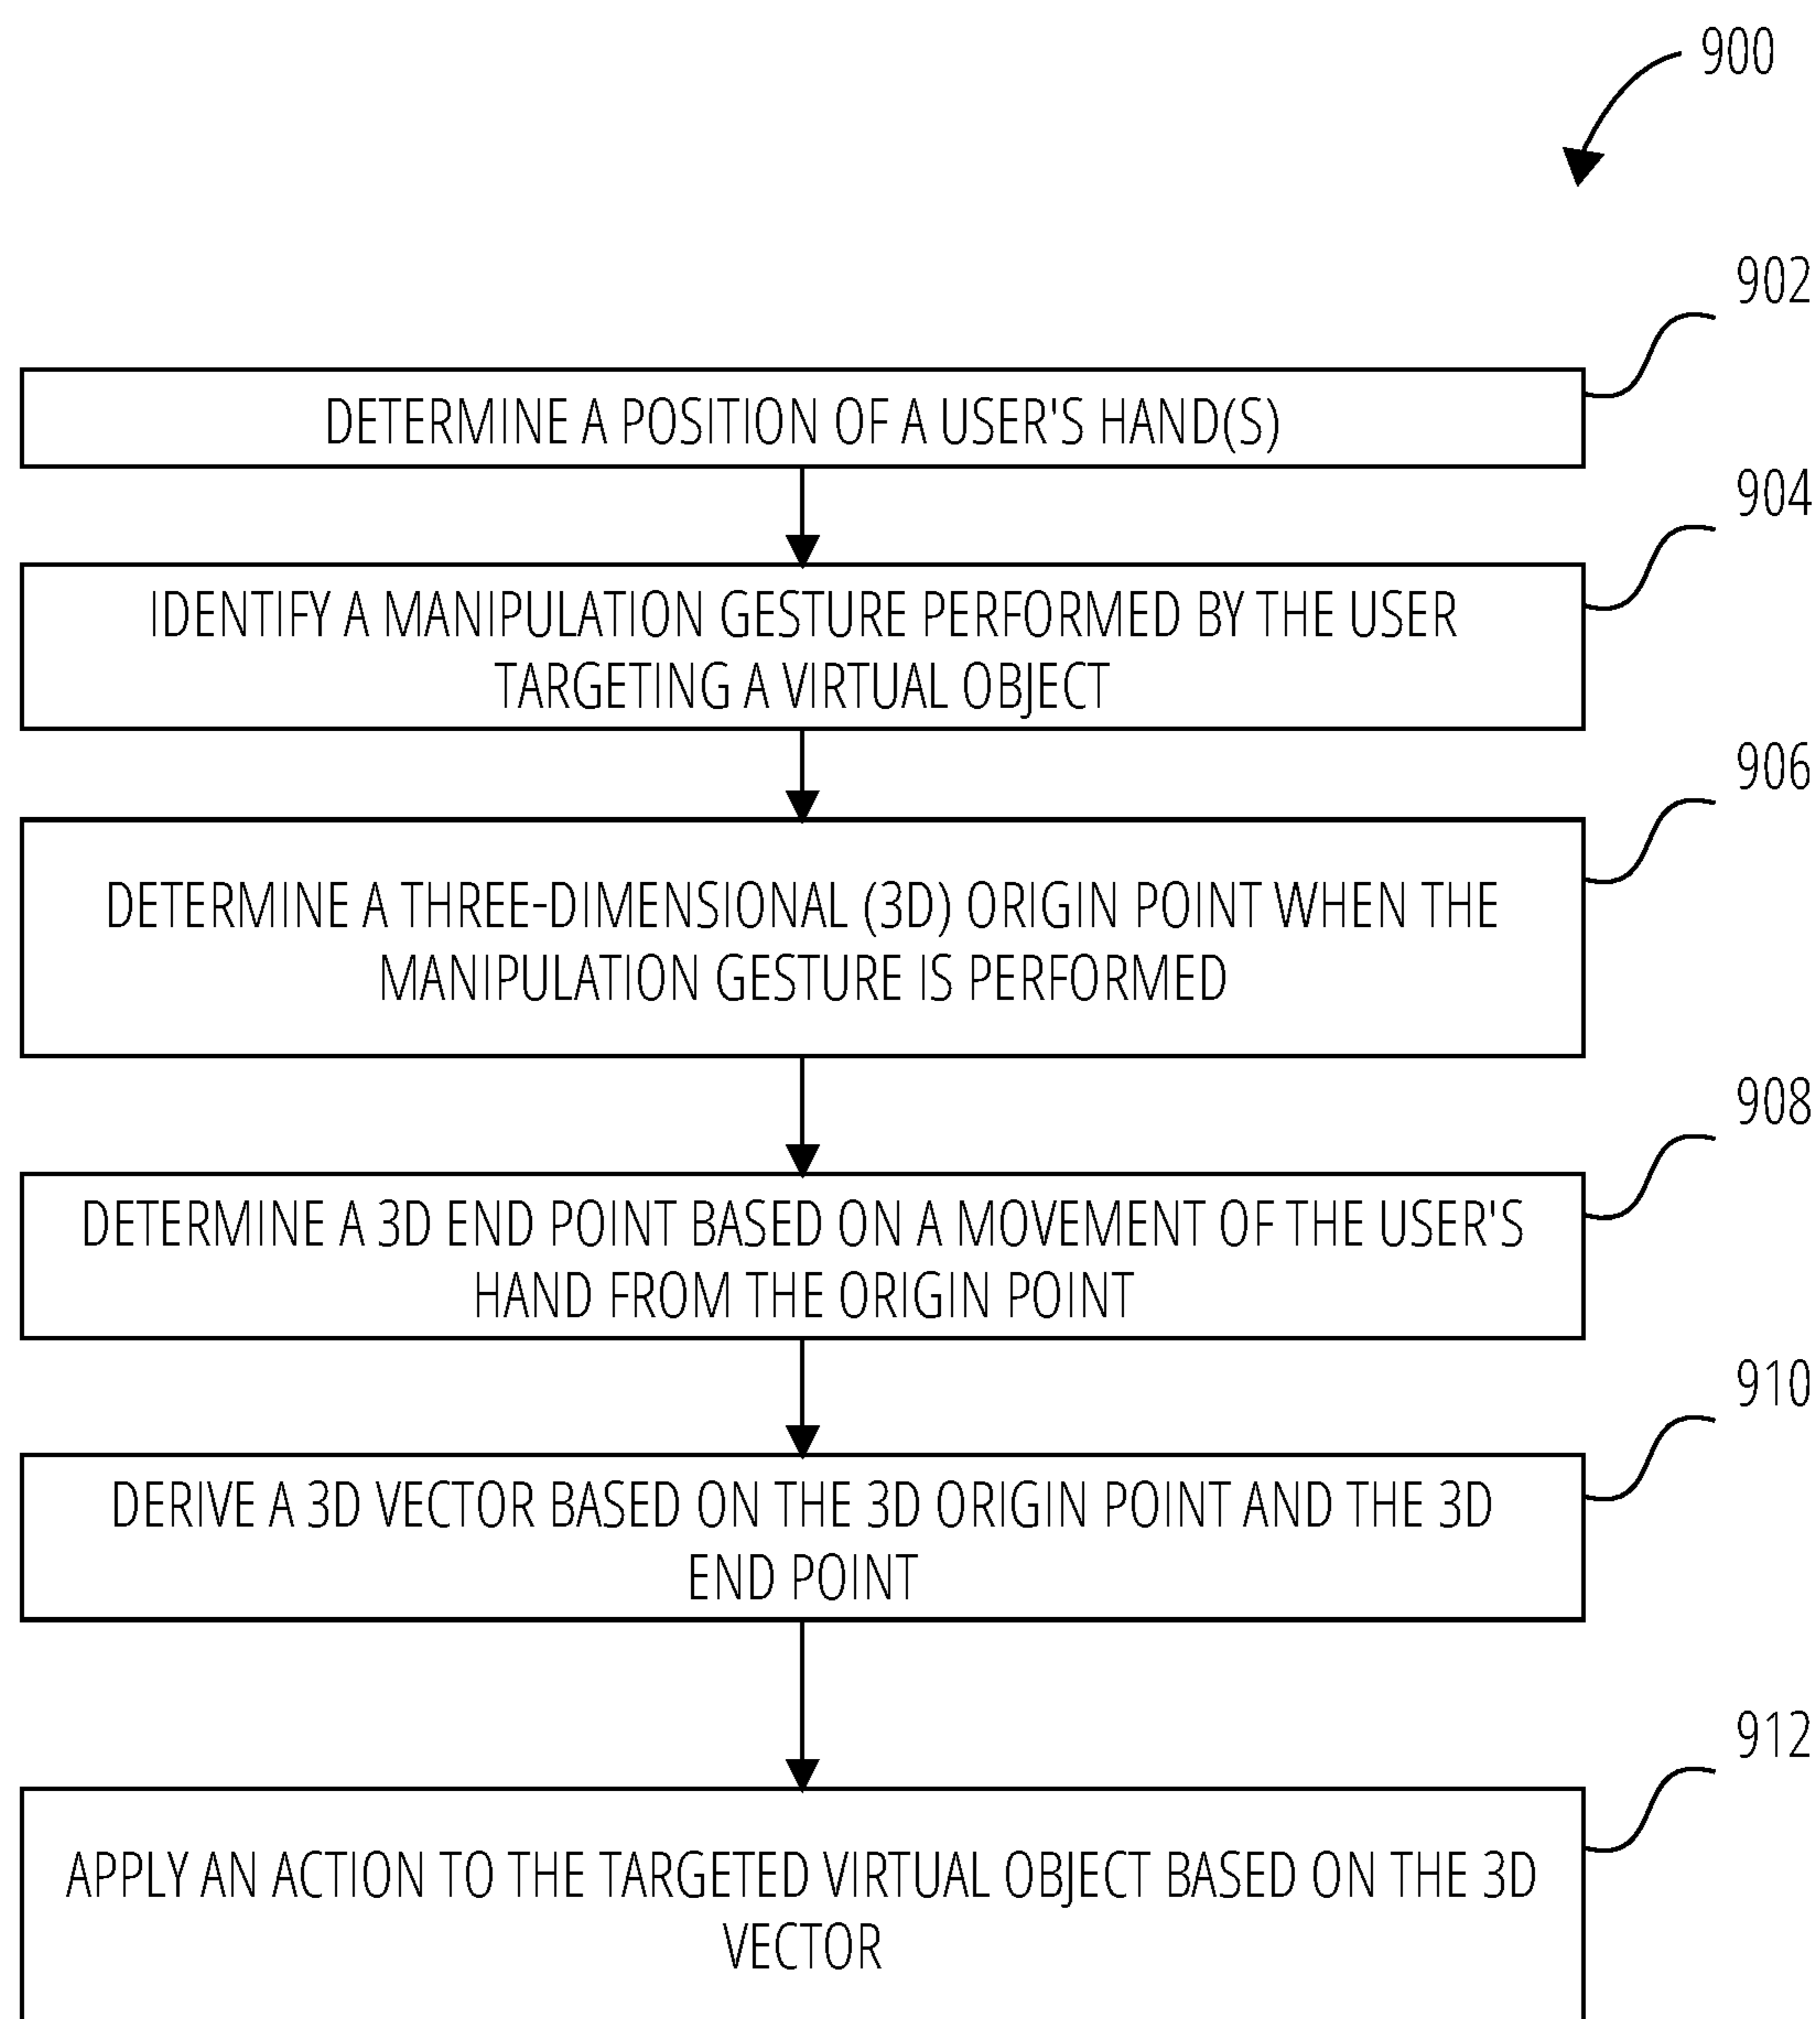 900
902
DETERMINE A POSITION OF A USER'S HAND(S)
904
IDENTIFY A MANIPULATION GESTURE PERFORMED BY THE USER
TARGETING A VIRTUAL OBJECT
906
DETERMINE A THREE-DIMENSIONAL (3D) ORIGIN POINT WHEN THE
MANIPULATION GESTURE IS PERFORMED
908
DETERMINE A 3D END POINT BASED ON A MOVEMENT OF THE USER'S
HAND FROM THE ORIGIN POINT
910
DERIVE A 3D VECTOR BASED ON THE 3D ORIGIN POINT AND THE 3D
END POINT
912
APPLY AN ACTION TO THE TARGETED VIRTUAL OBJECT BASED ON THE 3D
VECTOR